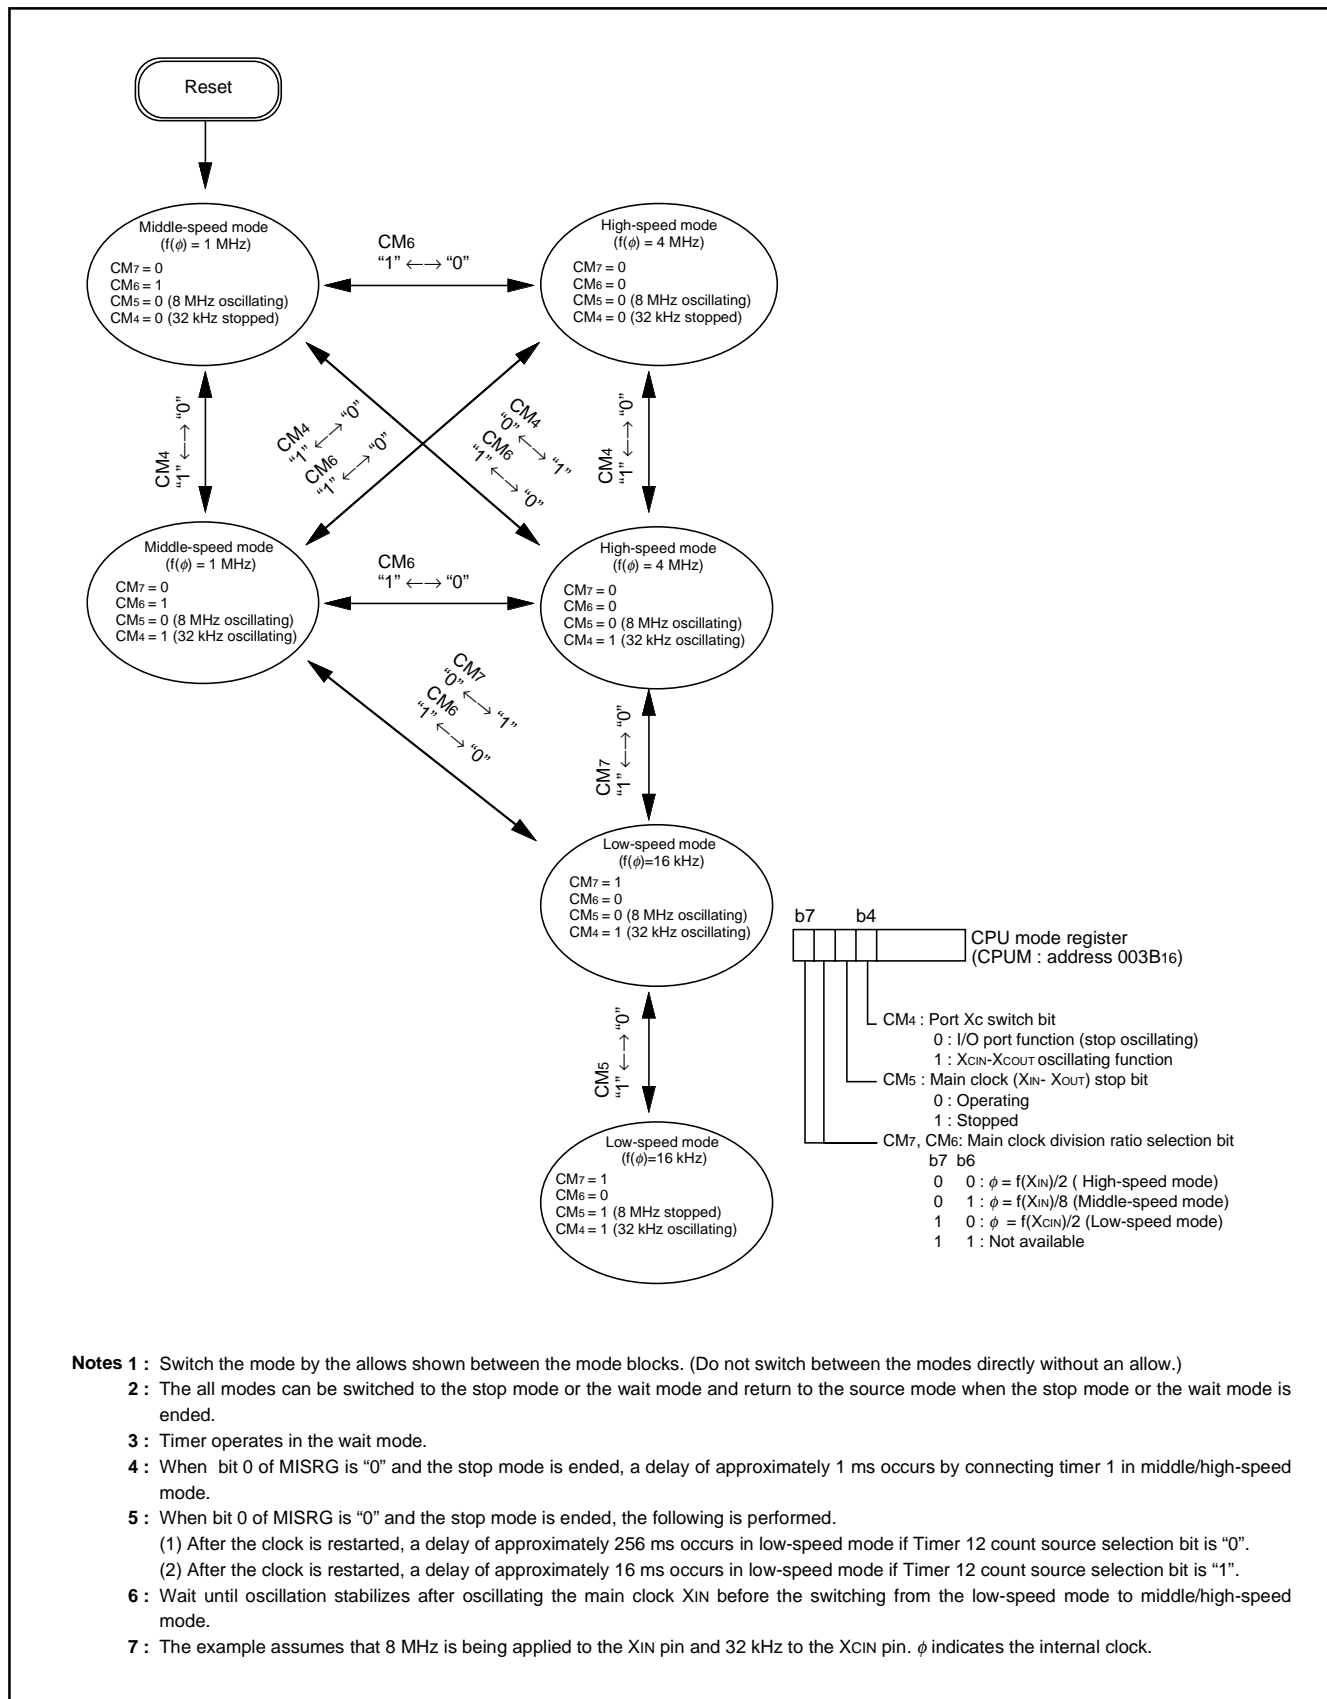 Reset
Middle-speed mode
(f(ϕ) = 1 MHz)
CM7 = 0
CM6 = 1
CM5 = 0 (8 MHz oscillating)
CM4 = 0 (32 kHz stopped)
CM6
“1” ←→ “0”
High-speed mode
(f(ϕ) = 4 MHz)
CM7 = 0
CM6 = 0
CM5 = 0 (8 MHz oscillating)
CM4 = 0 (32 kHz stopped)
CM4
“1” ←→ “0”
CM4
“1” ←→ “0”
CM6
“1” ←→ “0”
CM4
“0” ←→ “1”
CM6
“1” ←→ “0”
CM4
“1” ←→ “0”
Middle-speed mode
(f(ϕ) = 1 MHz)
CM7 = 0
CM6 = 1
CM5 = 0 (8 MHz oscillating)
CM4 = 1 (32 kHz oscillating)
CM6
“1” ←→ “0”
High-speed mode
(f(ϕ) = 4 MHz)
CM7 = 0
CM6 = 0
CM5 = 0 (8 MHz oscillating)
CM4 = 1 (32 kHz oscillating)
CM7
“0” ←→ “1”
CM6
“1” ←→ “0”
CM7
“1” ←→ “0”
Low-speed mode
(f(ϕ)=16 kHz)
CM7 = 1
CM6 = 0
CM5 = 0 (8 MHz oscillating)
CM4 = 1 (32 kHz oscillating)
CM5
“1” ←→ “0”
Low-speed mode
(f(ϕ)=16 kHz)
CM7 = 1
CM6 = 0
CM5 = 1 (8 MHz stopped)
CM4 = 1 (32 kHz oscillating)
b7 b4
CPU mode register
(CPUM : address 003B16)
CM4 : Port Xc switch bit
0 : I/O port function (stop oscillating)
1 : XCIN-XCOUT oscillating function
CM5 : Main clock (XIN- XOUT) stop bit
0 : Operating
1 : Stopped
CM7, CM6: Main clock division ratio selection bit
b7 b6
0 0 : ϕ = f(XIN)/2 ( High-speed mode)
0 1 : ϕ = f(XIN)/8 (Middle-speed mode)
1 0 : ϕ = f(XCIN)/2 (Low-speed mode)
1 1 : Not available
Notes 1 : Switch the mode by the allows shown between the mode blocks. (Do not switch between the modes directly without an allow.)
2 : The all modes can be switched to the stop mode or the wait mode and return to the source mode when the stop mode or the wait mode is
ended.
3 : Timer operates in the wait mode.
4 : When bit 0 of MISRG is “0” and the stop mode is ended, a delay of approximately 1 ms occurs by connecting timer 1 in middle/high-speed
mode.
5 : When bit 0 of MISRG is “0” and the stop mode is ended, the following is performed.
(1) After the clock is restarted, a delay of approximately 256 ms occurs in low-speed mode if Timer 12 count source selection bit is “0”.
(2) After the clock is restarted, a delay of approximately 16 ms occurs in low-speed mode if Timer 12 count source selection bit is “1”.
6 : Wait until oscillation stabilizes after oscillating the main clock XIN before the switching from the low-speed mode to middle/high-speed
mode.
7 : The example assumes that 8 MHz is being applied to the XIN pin and 32 kHz to the XCIN pin. ϕ indicates the internal clock.